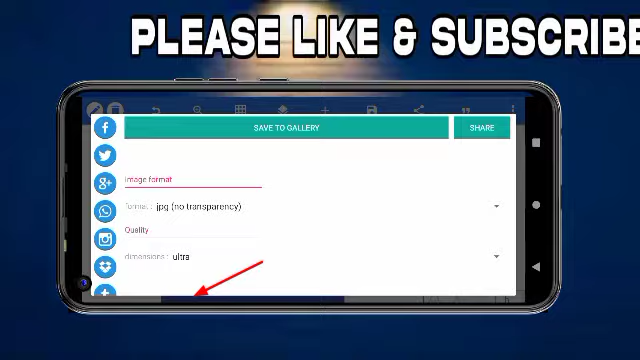 PLEASE LIKE & SUBSCRIBE
SAVE TO GALLERY
SHARE
Image format
format : jpg (no transparency)
Quality
dimensions : ultra